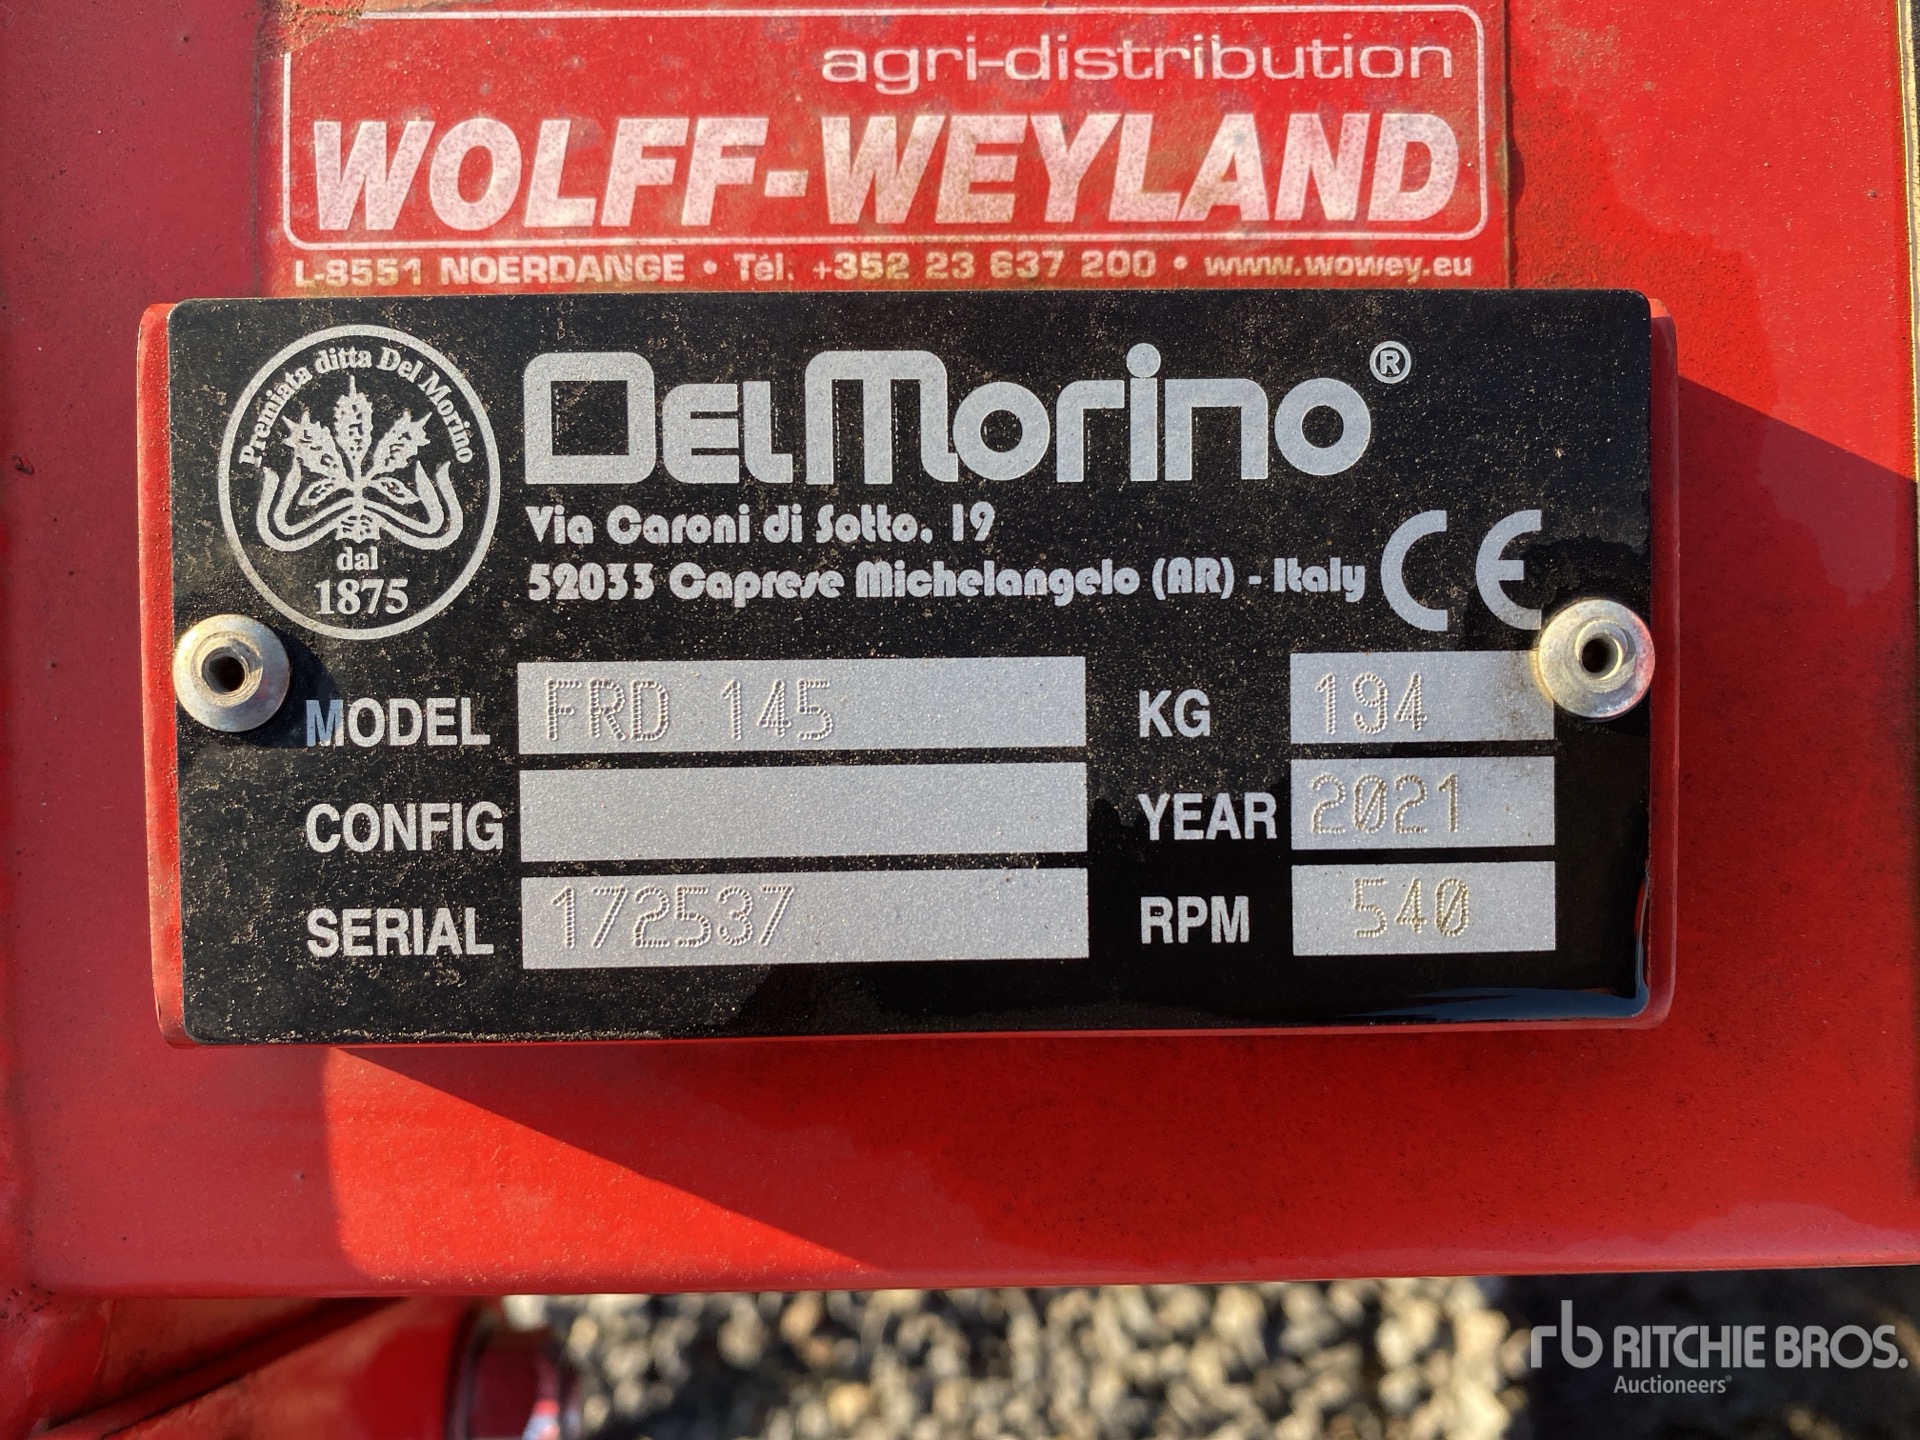 agri-distribution
WOLFF-WEYLAND
L-8551 NOERDANGE • Tél. +352 23 637 200 • www.wowey.eu
Premiata ditta Del Morino
dal
1875
DelMorino®
Via Caroni di Sotto, 19
52033 Caprese Michelangelo (AR) - Italy
CE
MODEL FRD 145 KG 194
CONFIG YEAR 2021
SERIAL 172537 RPM 540
rb RITCHIE BROS.
Auctioneers®